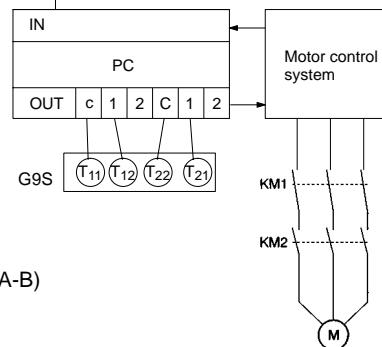 IN
PC
OUT c 1 2 C 1 2
Motor control
system
G9S T11 T12 T22 T21
KM1
KM2
A-B)
M